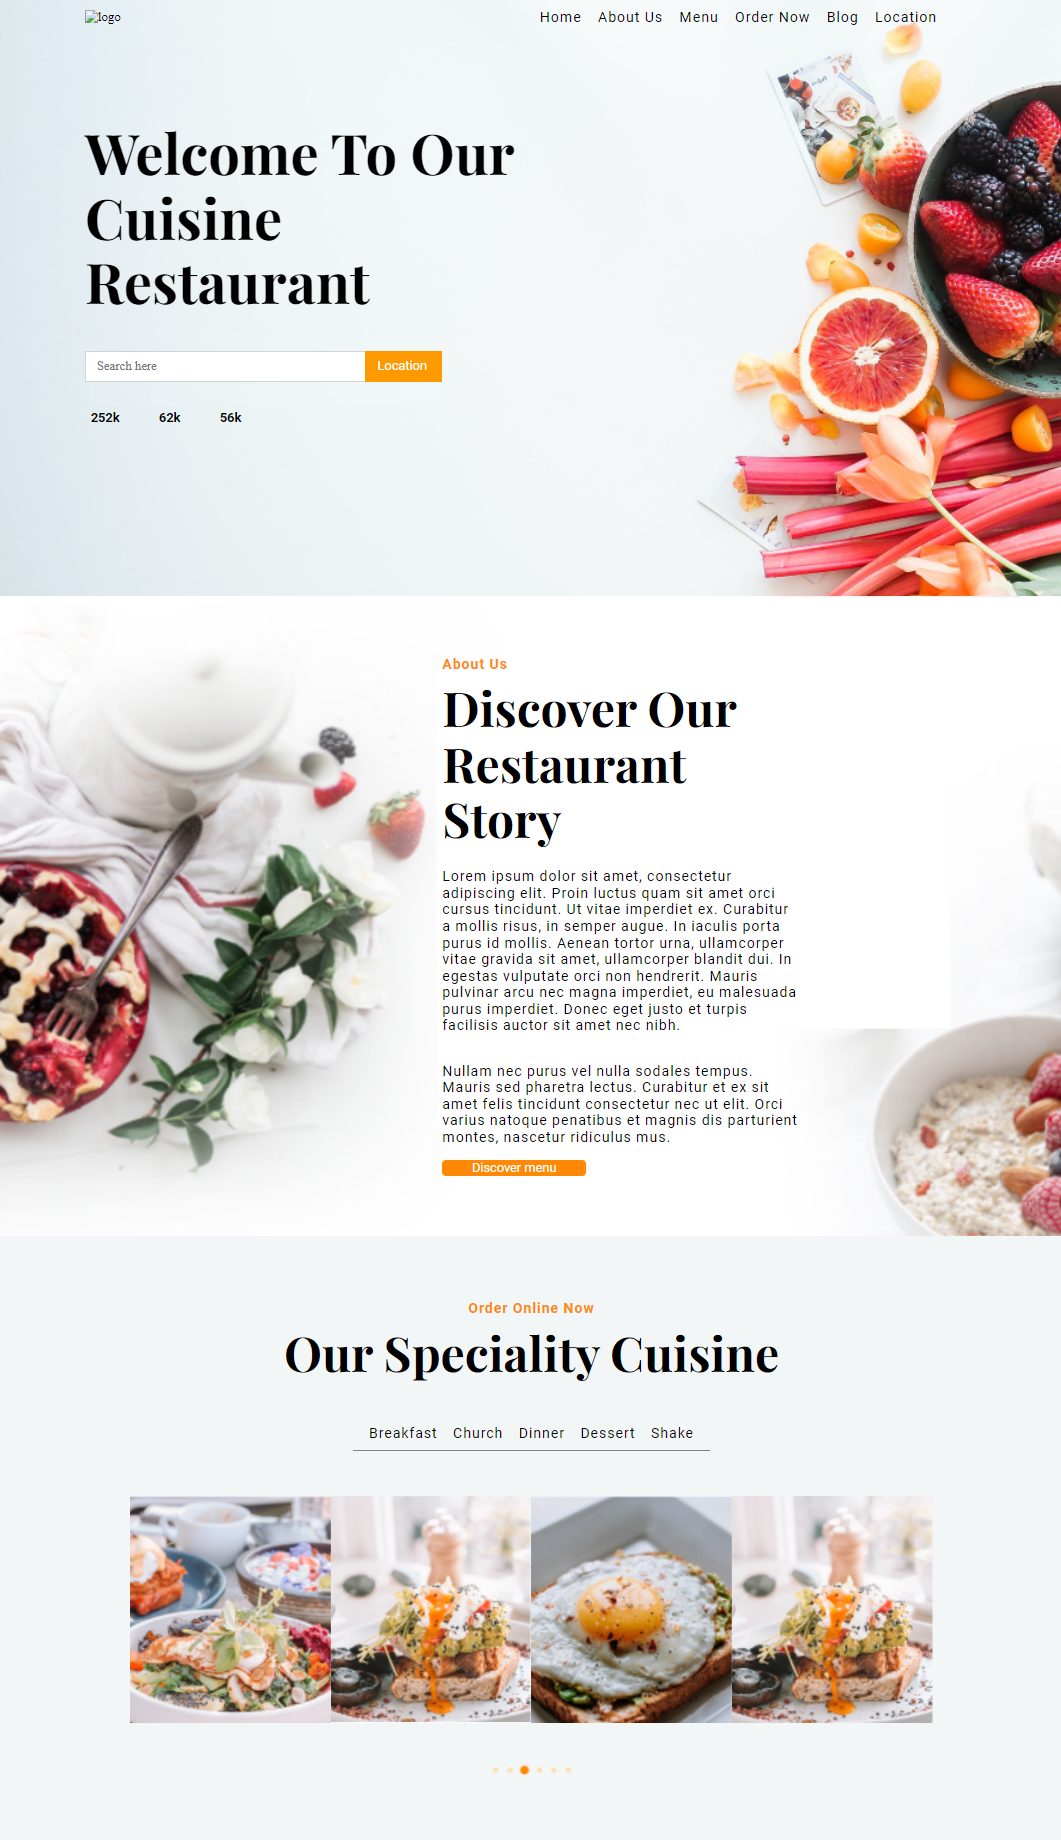 logo
Home About Us Menu Order Now Blog Location
Welcome To Our
Cuisine
Restaurant
Search here
Location
252k 62k 56k
About Us
Discover Our
Restaurant
Story
Lorem ipsum dolor sit amet, consectetur
adipiscing elit. Proin luctus quam sit amet orci
cursus tincidunt. Ut vitae imperdiet ex. Curabitur
a mollis risus, in semper augue. In iaculis porta
purus id mollis. Aenean tortor urna, ullamcorper
vitae gravida sit amet, ullamcorper blandit dui. In
egestas vulputate orci non hendrerit. Mauris
pulvinar arcu nec magna imperdiet, eu malesuada
purus imperdiet. Donec eget justo et turpis
facilisis auctor sit amet nec nibh.
Nullam nec purus vel nulla sodales tempus.
Mauris sed pharetra lectus. Curabitur et ex sit
amet felis tincidunt consectetur nec ut elit. Orci
varius natoque penatibus et magnis dis parturient
montes, nascetur ridiculus mus.
Discover menu
Order Online Now
Our Speciality Cuisine
Breakfast Church Dinner Dessert Shake